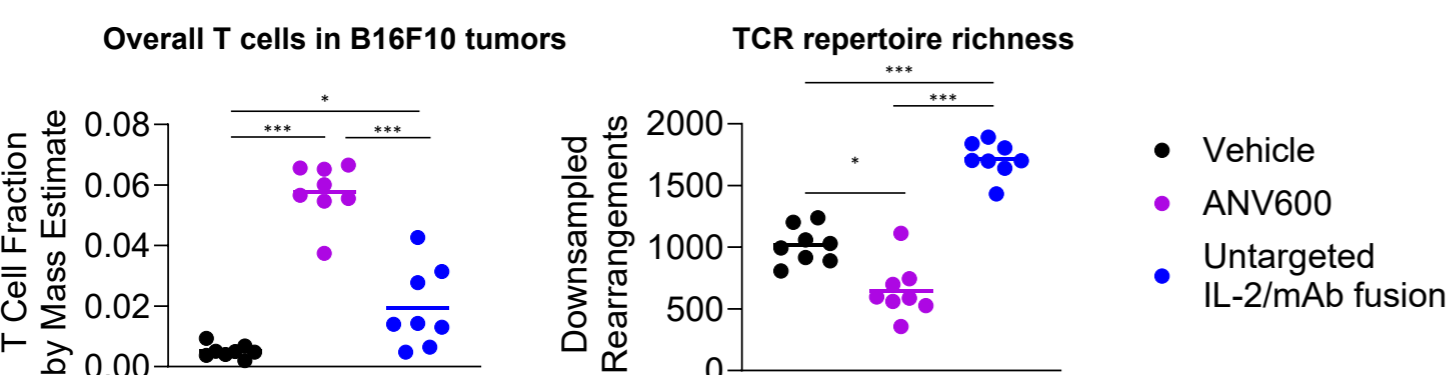 Overall T cells in B16F10 tumors
T Cell Fraction
by Mass Estimate
0.08
0.06
0.04
0.02
0.00
*
***
***
TCR repertoire richness
Downsampled
Rearrangements
2000
1500
1000
500
0
***
***
*
Vehicle
ANV600
Untargeted
IL-2/mAb fusion